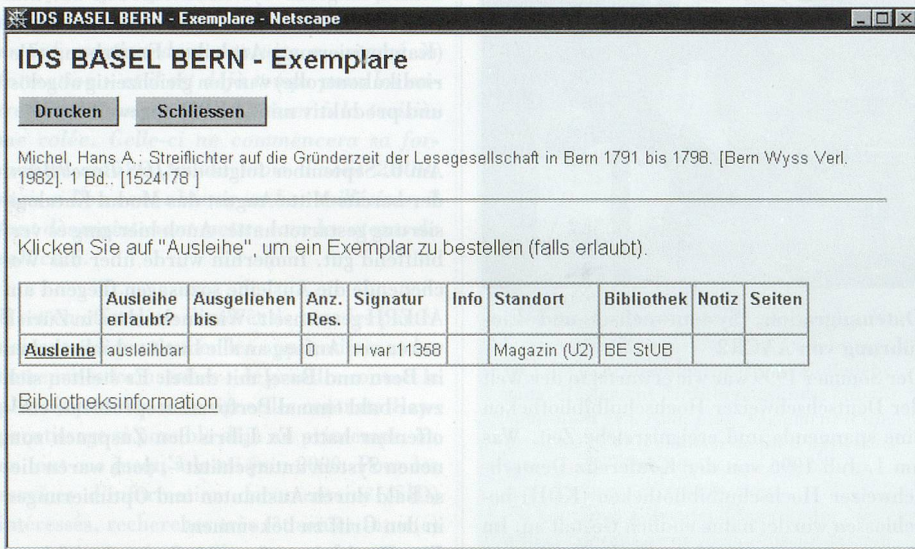 IDS BASEL BERN - Exemplare - Netscape
IDS BASEL BERN - Exemplare
Drucken Schliessen
Michel, Hans A.: Streiflichter auf die Gründerzeit der Lesegesellschaft in Bern 1791 bis 1798. [Bern Wyss Verl.
1982]. 1 Bd.. [1524178 ]
Klicken Sie auf "Ausleihe", um ein Exemplar zu bestellen (falls erlaubt).
Ausleihe Ausgeliehen Anz. Signatur Info Standort Bibliothek Notiz Seiten
erlaubt? bis Res.
Ausleihe ausleihbar 0 H var 11358 Magazin (U2) BE StUB
Bibliotheksinformation